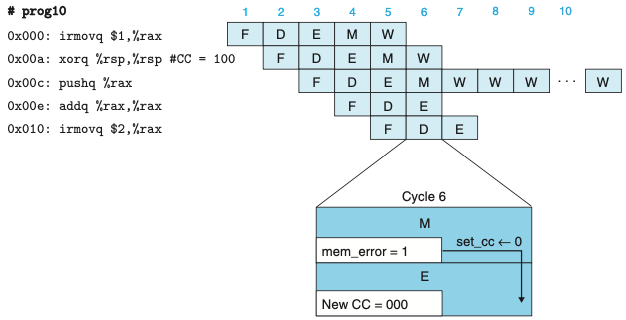 # prog10 1 2 3 4 5 6 7 8 9 10
0x000: irmovq $1,%rax F D E M W
0x00a: xorq %rsp,%rsp #CC = 100 F D E M W
0x00c: pushq %rax F D E M W W W ... W
0x00e: addq %rax,%rax F D E
0x010: irmovq $2,%rax F D E
Cycle 6
M
set_cc ← 0
mem_error = 1
E
New CC = 000